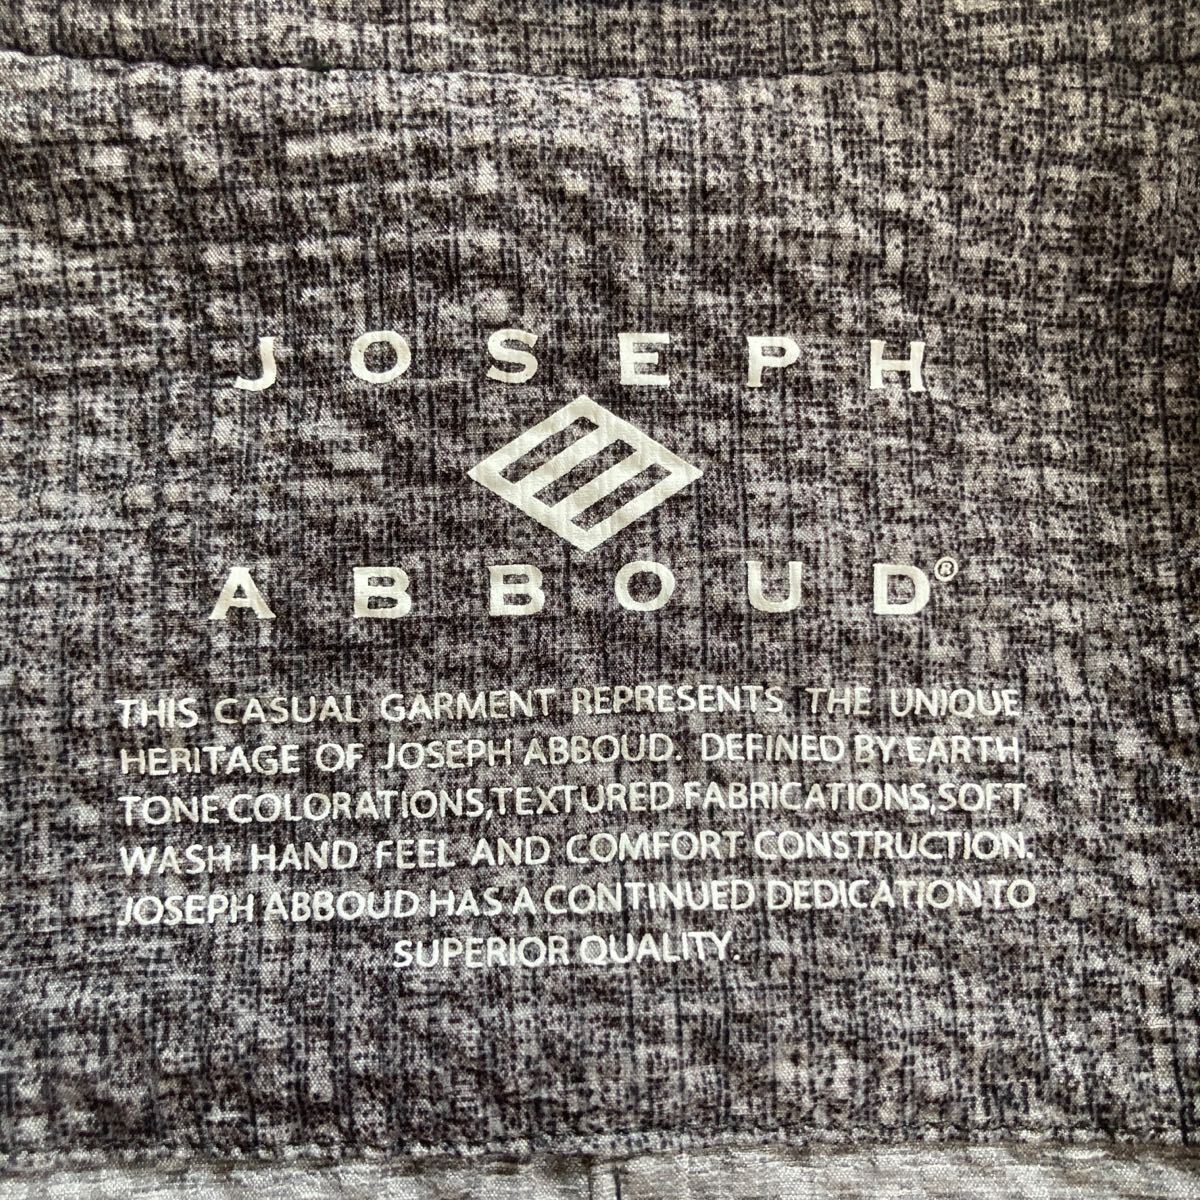 JOSEPH
ABBOUD®
THIS CASUAL GARMENT REPRESENTS THE UNIQUE
HERITAGE OF JOSEPH ABBOUD. DEFINED BY EARTH
TONE COLORATIONS,TEXTURED FABRICATIONS,SOFT
WASH HAND FEEL AND COMFORT CONSTRUCTION.
JOSEPH ABBOUD HAS A CONTINUED DEDICATION TO
SUPERIOR QUALITY.